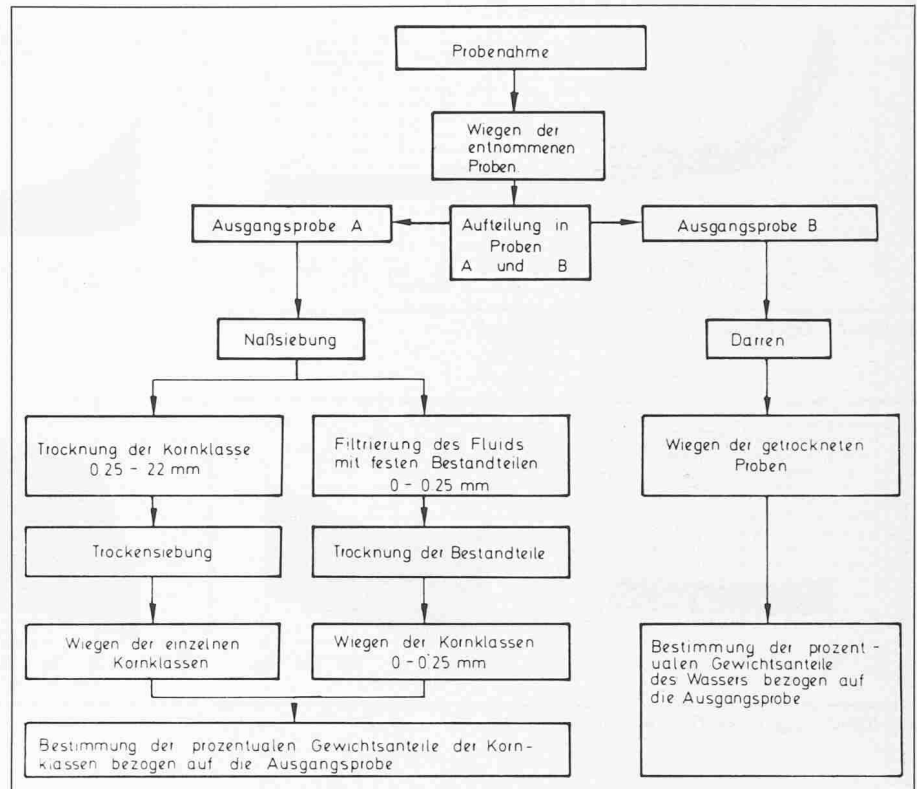 Probenahme
Wiegen der
entnommenen
Proben
Ausgangsprobe A
Aufteilung in
Proben
A und B
Ausgangsprobe B
Naßsiebung
Darren
Trocknung der Kornklasse
0.25 - 22 mm
Filtrierung des Fluids
mit festen Bestandteilen
0 - 0.25 mm
Wiegen der getrockneten
Proben
Trockensiebung
Trocknung der Bestandteile
Wiegen der einzelnen
Kornklassen
Wiegen der Kornklassen
0 - 0.25 mm
Bestimmung der prozent-
ualen Gewichtsanteile
des Wassers bezogen auf
die Ausgangsprobe
Bestimmung der prozentualen Gewichtsanteile der Korn-
klassen bezogen auf die Ausgangsprobe